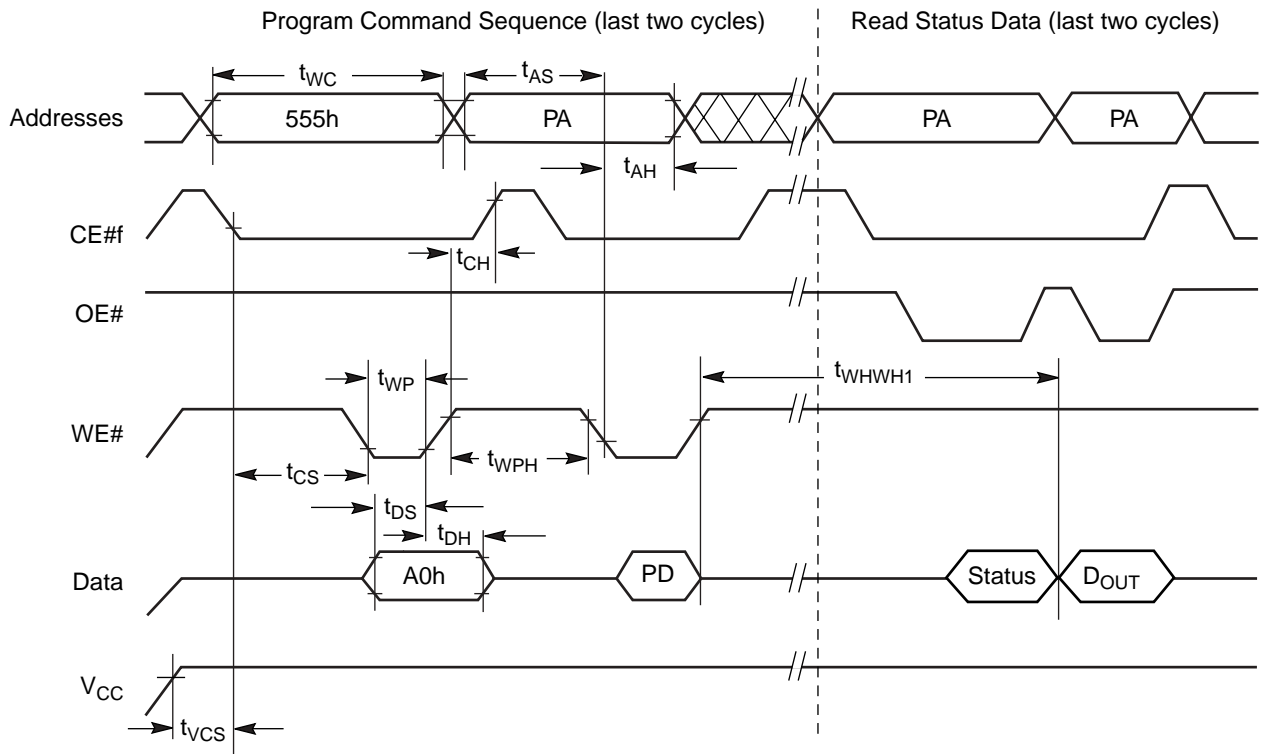 Program Command Sequence (last two cycles) Read Status Data (last two cycles)
tWC tAS
Addresses 555h PA PA PA
tAH
CE#f
tCH
OE#
tWP tWHWH1
WE#
tCS tWPH
tDS
tDH
Data A0h PD Status DOUT
VCC
tVCS